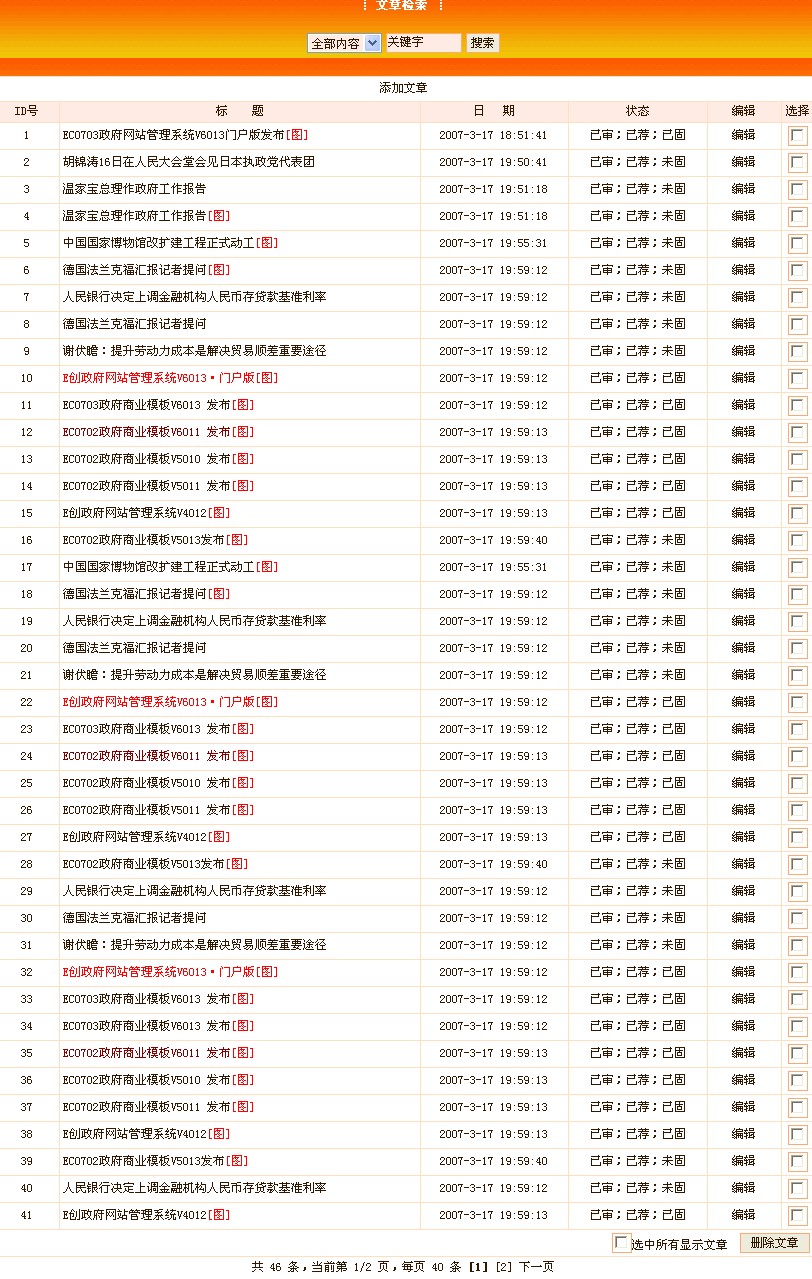 ⋮ 文章检索 ⋮
全部内容 关键字 搜索
添加文章
ID号 标 题 日 期 状态 编辑 选择
1 EC0703政府网站管理系统V6013门户版发布[图] 2007-3-17 18:51:41 已审；已荐；已固 编辑
2 胡锦涛16日在人民大会堂会见日本执政党代表团 2007-3-17 19:50:41 已审；已荐；未固 编辑
3 温家宝总理作政府工作报告 2007-3-17 19:51:18 已审；已荐；未固 编辑
4 温家宝总理作政府工作报告[图] 2007-3-17 19:51:18 已审；已荐；未固 编辑
5 中国国家博物馆改扩建工程正式动工[图] 2007-3-17 19:55:31 已审；已荐；未固 编辑
6 德国法兰克福汇报记者提问[图] 2007-3-17 19:59:12 已审；已荐；未固 编辑
7 人民银行决定上调金融机构人民币存贷款基准利率 2007-3-17 19:59:12 已审；已荐；未固 编辑
8 德国法兰克福汇报记者提问 2007-3-17 19:59:12 已审；已荐；未固 编辑
9 谢伏瞻：提升劳动力成本是解决贸易顺差重要途径 2007-3-17 19:59:12 已审；已荐；未固 编辑
10 E创政府网站管理系统V6013·门户版[图] 2007-3-17 19:59:12 已审；已荐；已固 编辑
11 EC0703政府商业模板V6013 发布[图] 2007-3-17 19:59:12 已审；已荐；已固 编辑
12 EC0702政府商业模板V6011 发布[图] 2007-3-17 19:59:13 已审；已荐；已固 编辑
13 EC0702政府商业模板V5010 发布[图] 2007-3-17 19:59:13 已审；已荐；已固 编辑
14 EC0702政府商业模板V5011 发布[图] 2007-3-17 19:59:13 已审；已荐；已固 编辑
15 E创政府网站管理系统V4012[图] 2007-3-17 19:59:13 已审；已荐；已固 编辑
16 EC0702政府商业模板V5013发布[图] 2007-3-17 19:59:40 已审；已荐；未固 编辑
17 中国国家博物馆改扩建工程正式动工[图] 2007-3-17 19:55:31 已审；已荐；未固 编辑
18 德国法兰克福汇报记者提问[图] 2007-3-17 19:59:12 已审；已荐；未固 编辑
19 人民银行决定上调金融机构人民币存贷款基准利率 2007-3-17 19:59:12 已审；已荐；未固 编辑
20 德国法兰克福汇报记者提问 2007-3-17 19:59:12 已审；已荐；未固 编辑
21 谢伏瞻：提升劳动力成本是解决贸易顺差重要途径 2007-3-17 19:59:12 已审；已荐；未固 编辑
22 E创政府网站管理系统V6013·门户版[图] 2007-3-17 19:59:12 已审；已荐；已固 编辑
23 EC0703政府商业模板V6013 发布[图] 2007-3-17 19:59:12 已审；已荐；已固 编辑
24 EC0702政府商业模板V6011 发布[图] 2007-3-17 19:59:13 已审；已荐；已固 编辑
25 EC0702政府商业模板V5010 发布[图] 2007-3-17 19:59:13 已审；已荐；已固 编辑
26 EC0702政府商业模板V5011 发布[图] 2007-3-17 19:59:13 已审；已荐；已固 编辑
27 E创政府网站管理系统V4012[图] 2007-3-17 19:59:13 已审；已荐；已固 编辑
28 EC0702政府商业模板V5013发布[图] 2007-3-17 19:59:40 已审；已荐；未固 编辑
29 人民银行决定上调金融机构人民币存贷款基准利率 2007-3-17 19:59:12 已审；已荐；未固 编辑
30 德国法兰克福汇报记者提问 2007-3-17 19:59:12 已审；已荐；未固 编辑
31 谢伏瞻：提升劳动力成本是解决贸易顺差重要途径 2007-3-17 19:59:12 已审；已荐；未固 编辑
32 E创政府网站管理系统V6013·门户版[图] 2007-3-17 19:59:12 已审；已荐；已固 编辑
33 EC0703政府商业模板V6013 发布[图] 2007-3-17 19:59:12 已审；已荐；已固 编辑
34 EC0703政府商业模板V6013 发布[图] 2007-3-17 19:59:12 已审；已荐；已固 编辑
35 EC0702政府商业模板V6011 发布[图] 2007-3-17 19:59:13 已审；已荐；已固 编辑
36 EC0702政府商业模板V5010 发布[图] 2007-3-17 19:59:13 已审；已荐；已固 编辑
37 EC0702政府商业模板V5011 发布[图] 2007-3-17 19:59:13 已审；已荐；已固 编辑
38 E创政府网站管理系统V4012[图] 2007-3-17 19:59:13 已审；已荐；已固 编辑
39 EC0702政府商业模板V5013发布[图] 2007-3-17 19:59:40 已审；已荐；未固 编辑
40 人民银行决定上调金融机构人民币存贷款基准利率 2007-3-17 19:59:12 已审；已荐；未固 编辑
41 E创政府网站管理系统V4012[图] 2007-3-17 19:59:13 已审；已荐；已固 编辑
选中所有显示文章 删除文章
共 46 条，当前第 1/2 页，每页 40 条 [1] [2] 下一页